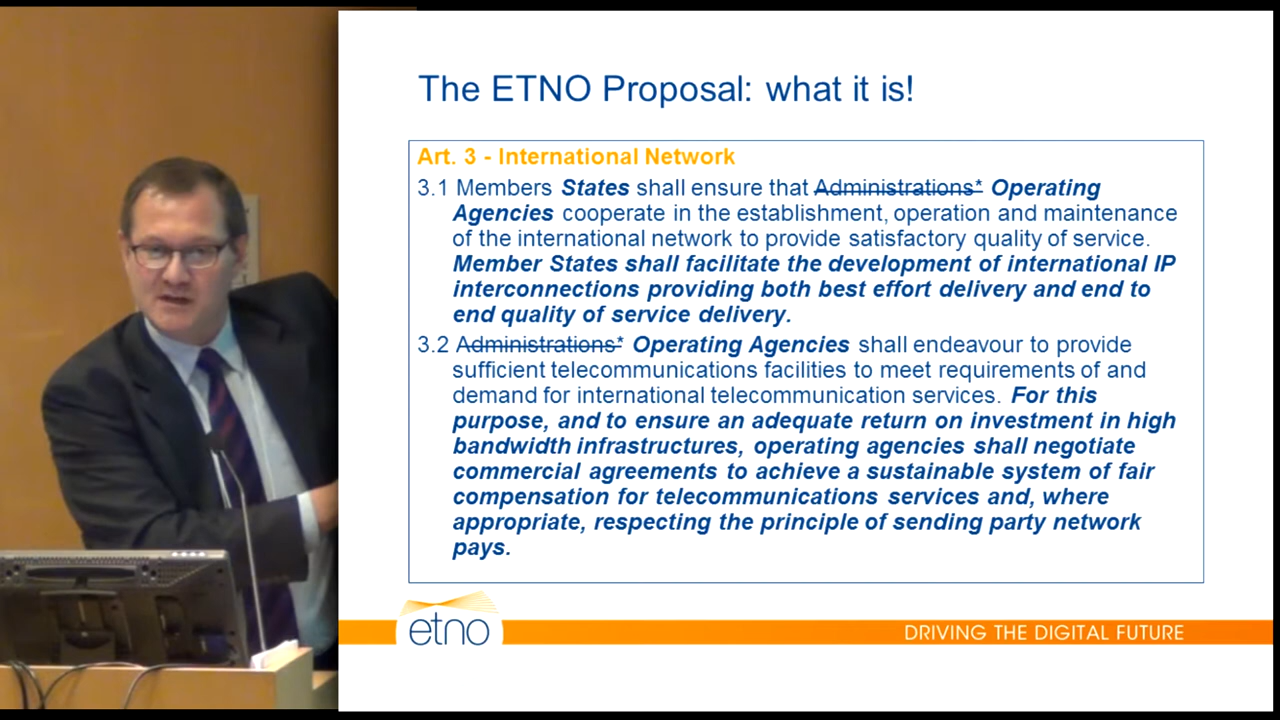 The ETNO Proposal: what it is!
Art. 3 - International Network
3.1 Members States shall ensure that Administrations* Operating
Agencies cooperate in the establishment, operation and maintenance
of the international network to provide satisfactory quality of service.
Member States shall facilitate the development of international IP
interconnections providing both best effort delivery and end to
end quality of service delivery.
3.2 Administrations* Operating Agencies shall endeavour to provide
sufficient telecommunications facilities to meet requirements of and
demand for international telecommunication services. For this
purpose, and to ensure an adequate return on investment in high
bandwidth infrastructures, operating agencies shall negotiate
commercial agreements to achieve a sustainable system of fair
compensation for telecommunications services and, where
appropriate, respecting the principle of sending party network
pays.
etno
DRIVING THE DIGITAL FUTURE